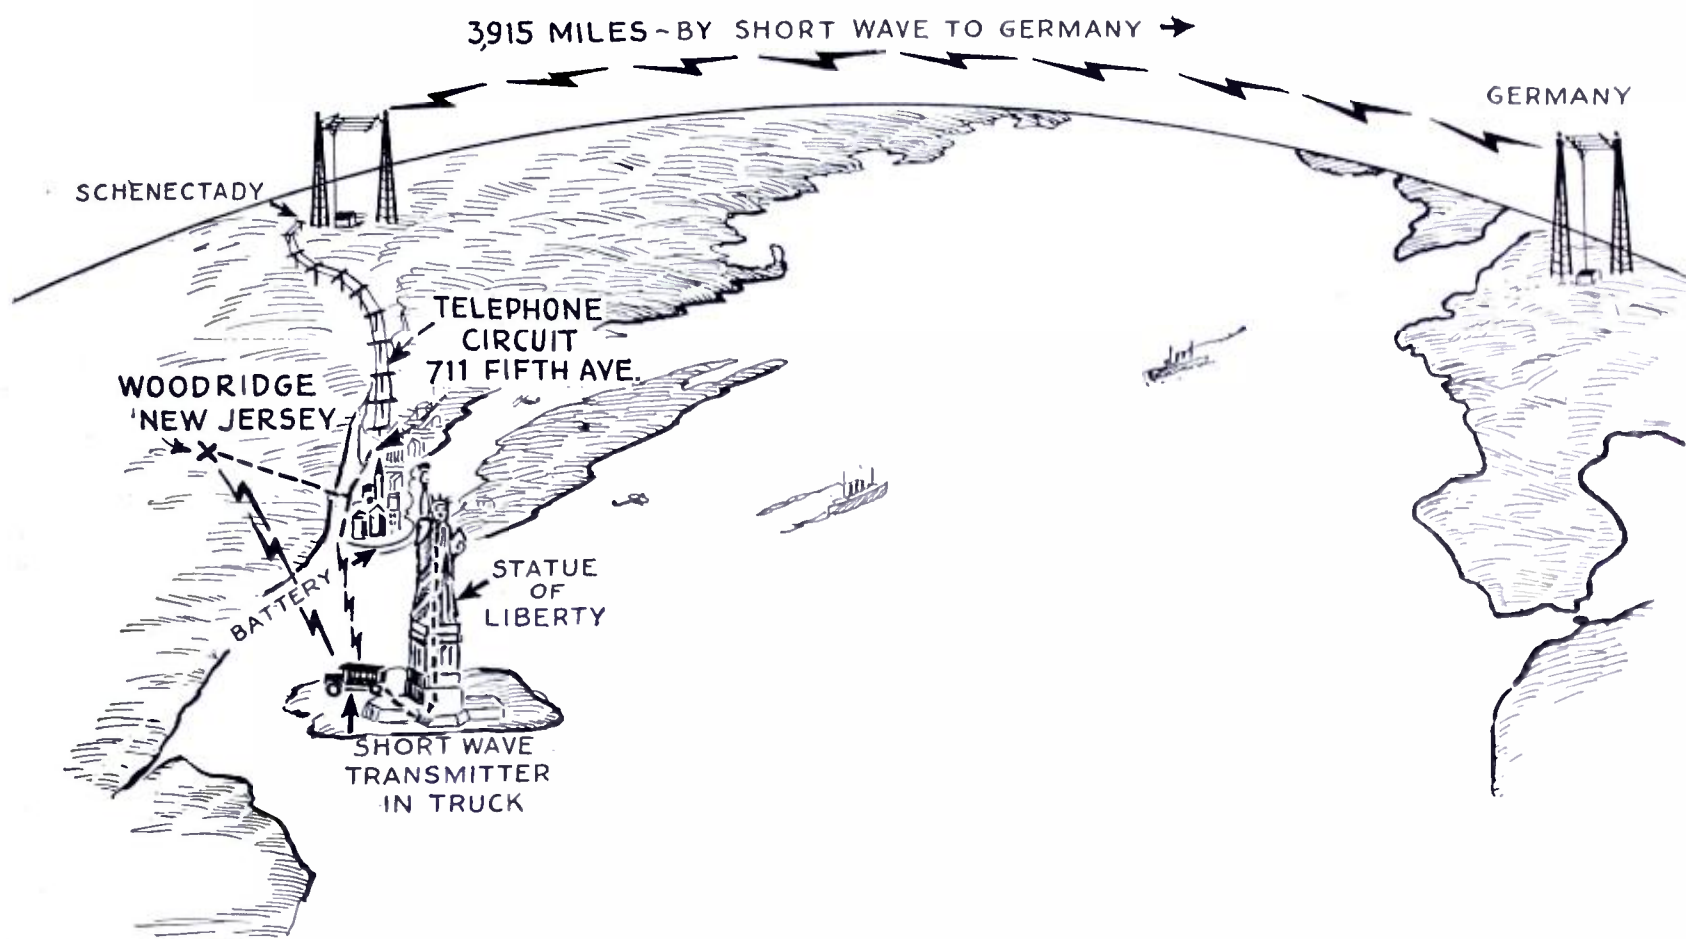 3,915 MILES ~ BY SHORT WAVE TO GERMANY
GERMANY
SCHENECTADY
TELEPHONE
CIRCUIT
711 FIFTH AVE.
WOODRIDGE
NEW JERSEY
BATTERY
STATUE
OF
LIBERTY
SHORT WAVE
TRANSMITTER
IN TRUCK